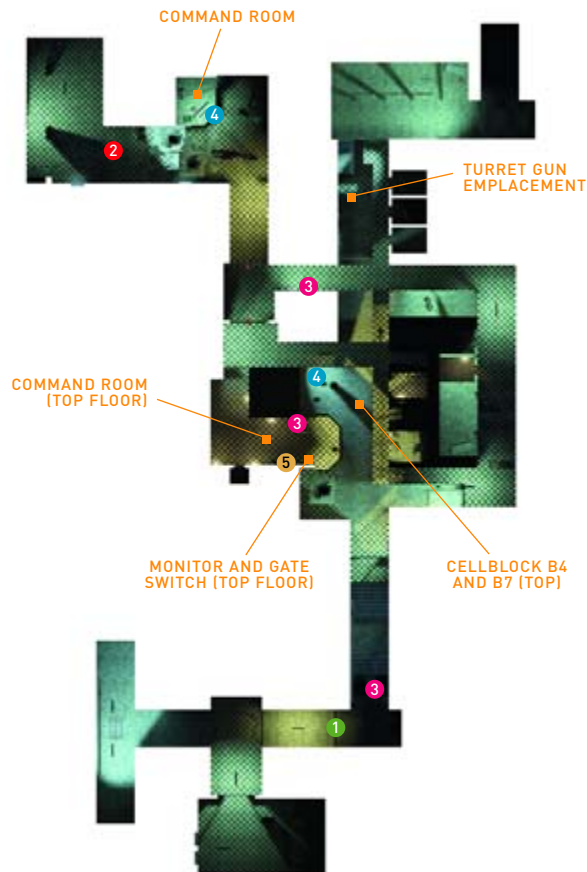 COMMAND ROOM
4
2
TURRET GUN
EMPLACEMENT
3
4
COMMAND ROOM
(TOP FLOOR)
3
5
MONITOR AND GATE
SWITCH (TOP FLOOR)
CELLBLOCK B4
AND B7 (TOP)
3
1